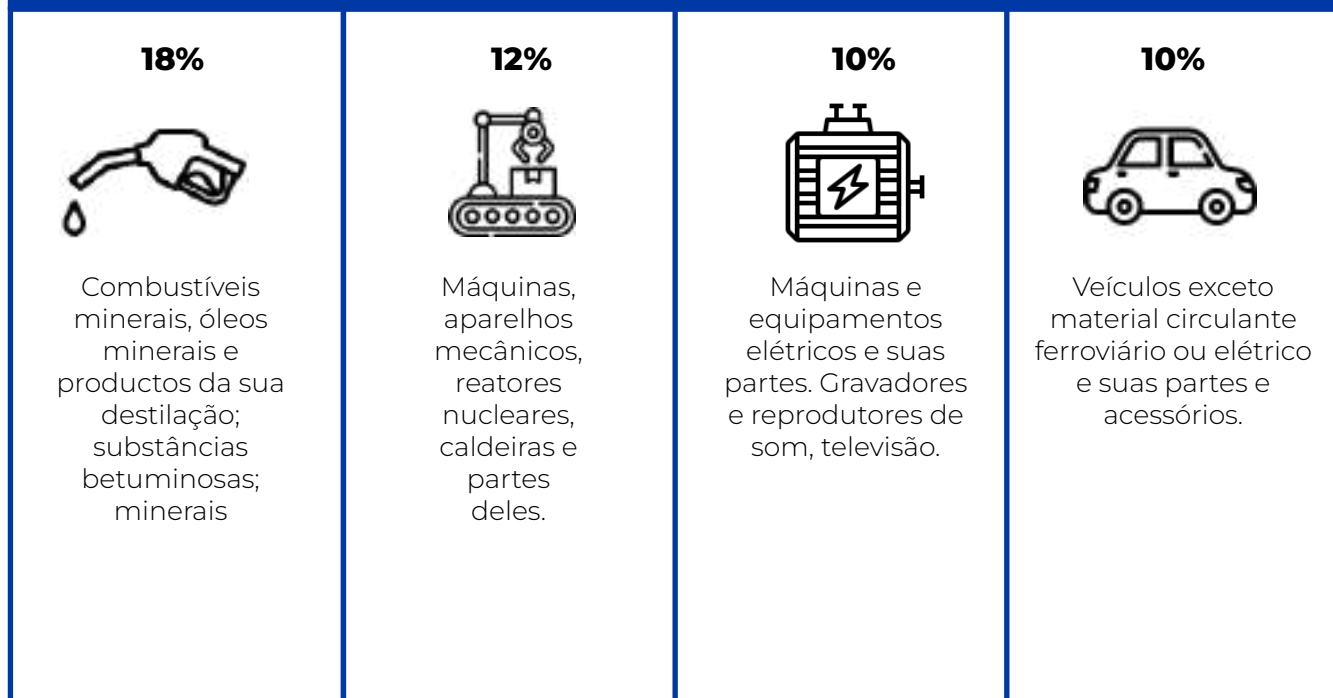 18%
Combustíveis
minerais, óleos
minerais e
productos da sua
destilação;
substâncias
betuminosas;
minerais
12%
Máquinas,
aparelhos
mecânicos,
reatores
nucleares,
caldeiras e
partes
deles.
10%
Máquinas e
equipamentos
elétricos e suas
partes. Gravadores
e reprodutores de
som, televisão.
10%
Veículos exceto
material circulante
ferroviário ou elétrico
e suas partes e
acessórios.